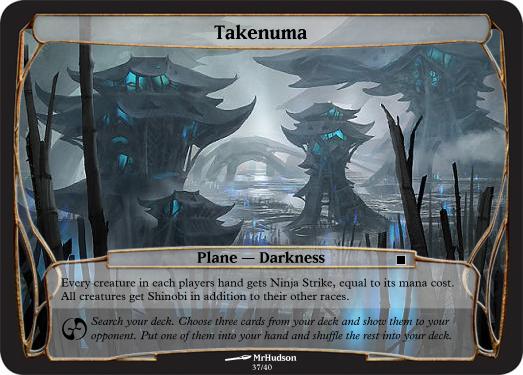 Takenuma
Plane — Darkness
Every creature in each players hand gets Ninja Strike, equal to its mana cost.
All creatures get Shinobi in addition to their other races.
Search your deck. Choose three cards from your deck and show them to your
opponent. Put one of them into your hand and shuffle the rest into your deck.
MrHudson
37/40